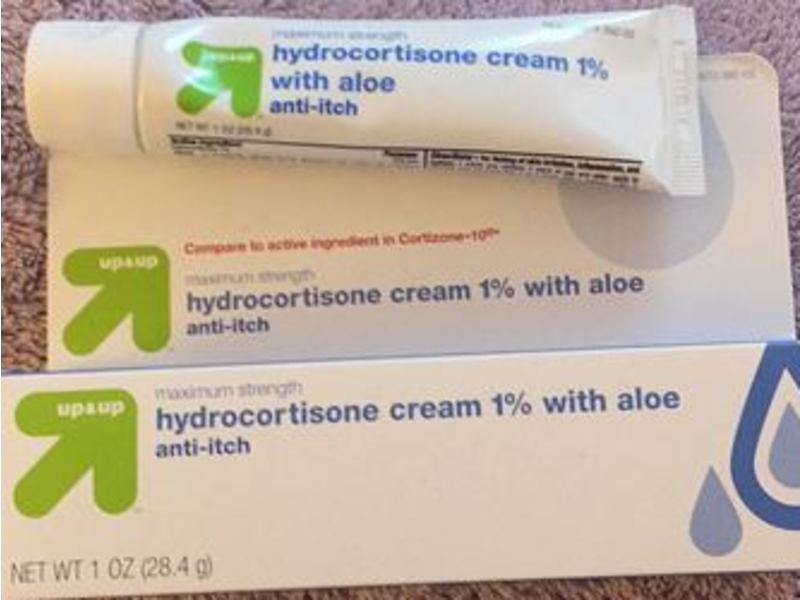 maximum strength
up&up
hydrocortisone cream 1%
with aloe
anti-itch
NET WT 1 OZ (28.4 g)
Compare to active ingredient in Cortizone-10®*
up&up
maximum strength
hydrocortisone cream 1% with aloe
anti-itch
up&up
maximum strength
hydrocortisone cream 1% with aloe
anti-itch
NET WT 1 OZ (28.4 g)